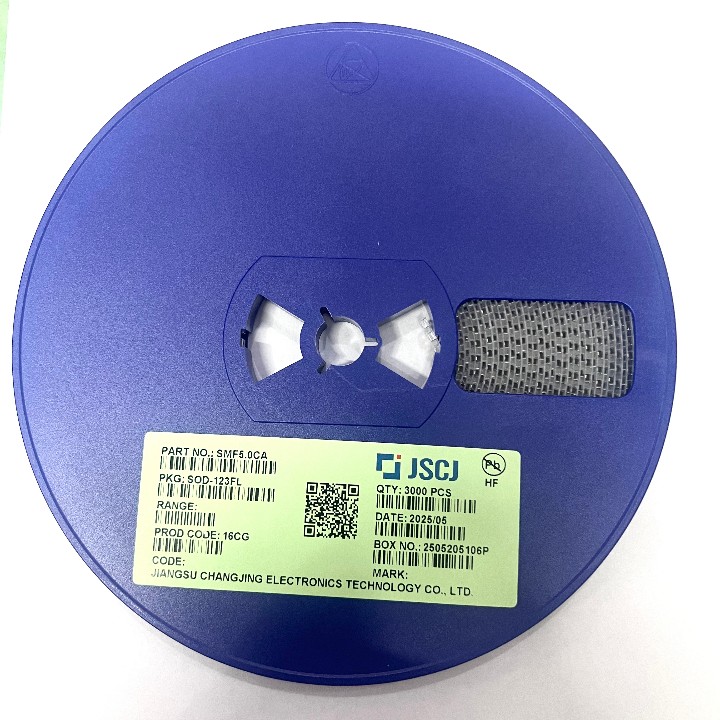 PART NO.: SMF5.0CA
PKG: SOD-123FL
RANGE:
PROD CODE: 16CG
CODE:
JSCJ
Pb
HF
QTY: 3000 PCS
DATE: 2025/05
BOX NO.: 2505205106P
MARK:
JIANGSU CHANGJING ELECTRONICS TECHNOLOGY CO., LTD.